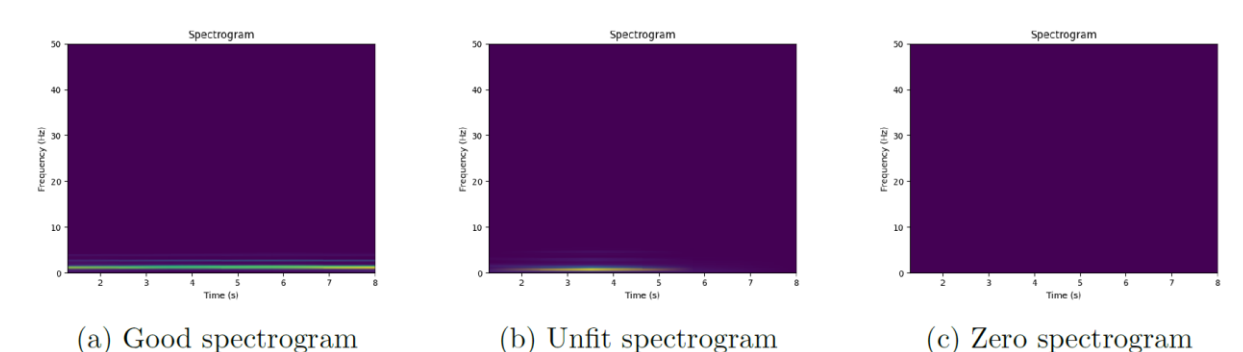 Spectrogram
50
40
30
20
10
0
Frequency (Hz)
2 3 4 5 6 7 8
Time (s)
(a) Good spectrogram
Spectrogram
50
40
30
20
10
0
Frequency (Hz)
2 3 4 5 6 7 8
Time (s)
(b) Unfit spectrogram
Spectrogram
50
40
30
20
10
0
Frequency (Hz)
2 3 4 5 6 7 8
Time (s)
(c) Zero spectrogram